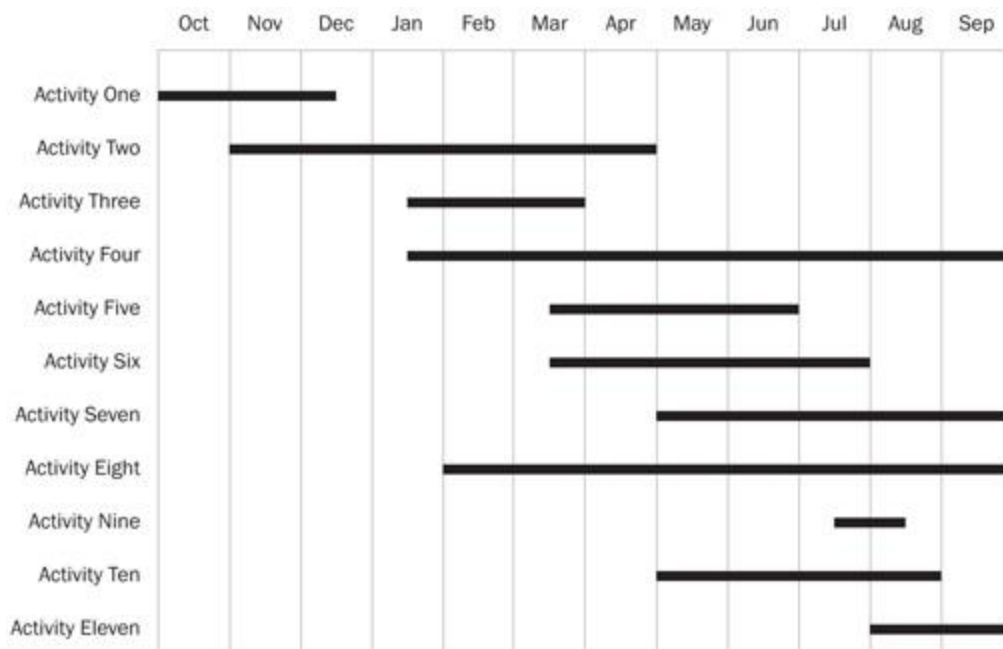 Oct Nov Dec Jan Feb Mar Apr May Jun Jul Aug Sep
Activity One
Activity Two
Activity Three
Activity Four
Activity Five
Activity Six
Activity Seven
Activity Eight
Activity Nine
Activity Ten
Activity Eleven